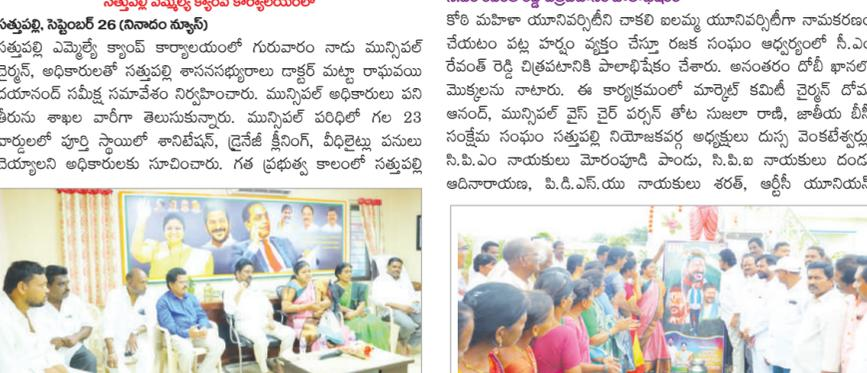 సత్తుపల్లి ఎమ్మెల్యే క్యాంప్ కార్యాలయంలో
సత్తుపల్లి, సెప్టెంబర్ 26 (నినాదం న్యూస్)
సత్తుపల్లి ఎమ్మెల్యే క్యాంప్ కార్యాలయంలో గురువారం నాడు మున్సిపల్
చైర్మన్, అధికారులతో సత్తుపల్లి శాసనసభ్యురాలు డాక్టర్ మట్టా రాఘవయి
దయానంద్ సమీక్ష సమావేశం నిర్వహించారు. మున్సిపల్ అధికారులు పని
తీరును శాఖల వారీగా తెలుసుకున్నారు. మున్సిపల్ పరిధిలో గల 23
వార్డులలో పూర్తి స్థాయిలో శానిటేషన్, డ్రైనేజీ క్లీనింగ్, వీధిలైట్లు పనులు
చెయ్యాలని అధికారులకు సూచించారు. గత ప్రభుత్వ కాలంలో సత్తుపల్లి
కోఠి మహిళా యూనివర్సిటీని చాకలి ఐలమ్మ యూనివర్సిటీగా నామకరణం
చేయటం పట్ల హర్షం వ్యక్తం చేస్తూ రజక సంఘం ఆధ్వర్యంలో సీ.ఎం
రేవంత్ రెడ్డి చిత్రపటానికి పాలాభిషేకం చేశారు. అనంతరం దోబీ ఖానలో
మొక్కలను నాటారు. ఈ కార్యక్రమంలో మార్కెట్ కమిటీ చైర్మన్ దోమ
ఆనంద్, మున్సిపల్ వైస్ చైర్ పర్సన్ తోట సుజలా రాణి, జాతీయ బీసీ
సంక్షేమ సంఘం సత్తుపల్లి నియోజకవర్గ అధ్యక్షులు దుస్స వెంకటేశ్వర్లు
సి.పి.ఎం నాయకులు మోరంపూడి పాండు, సి.పి.ఐ నాయకులు దండు
ఆదినారాయణ, పి.డి.ఎస్.యు నాయకులు శరత్, ఆర్టీసీ యూనియన్